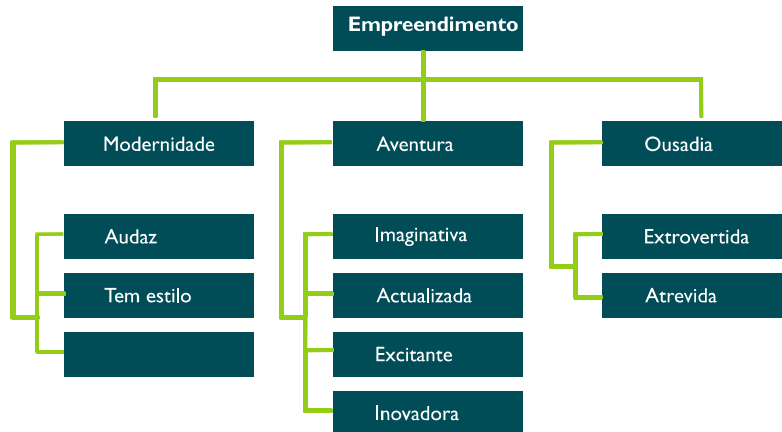 Empreendimento
Modernidade
Audaz
Tem estilo
Aventura
Imaginativa
Actualizada
Excitante
Inovadora
Ousadia
Extrovertida
Atrevida